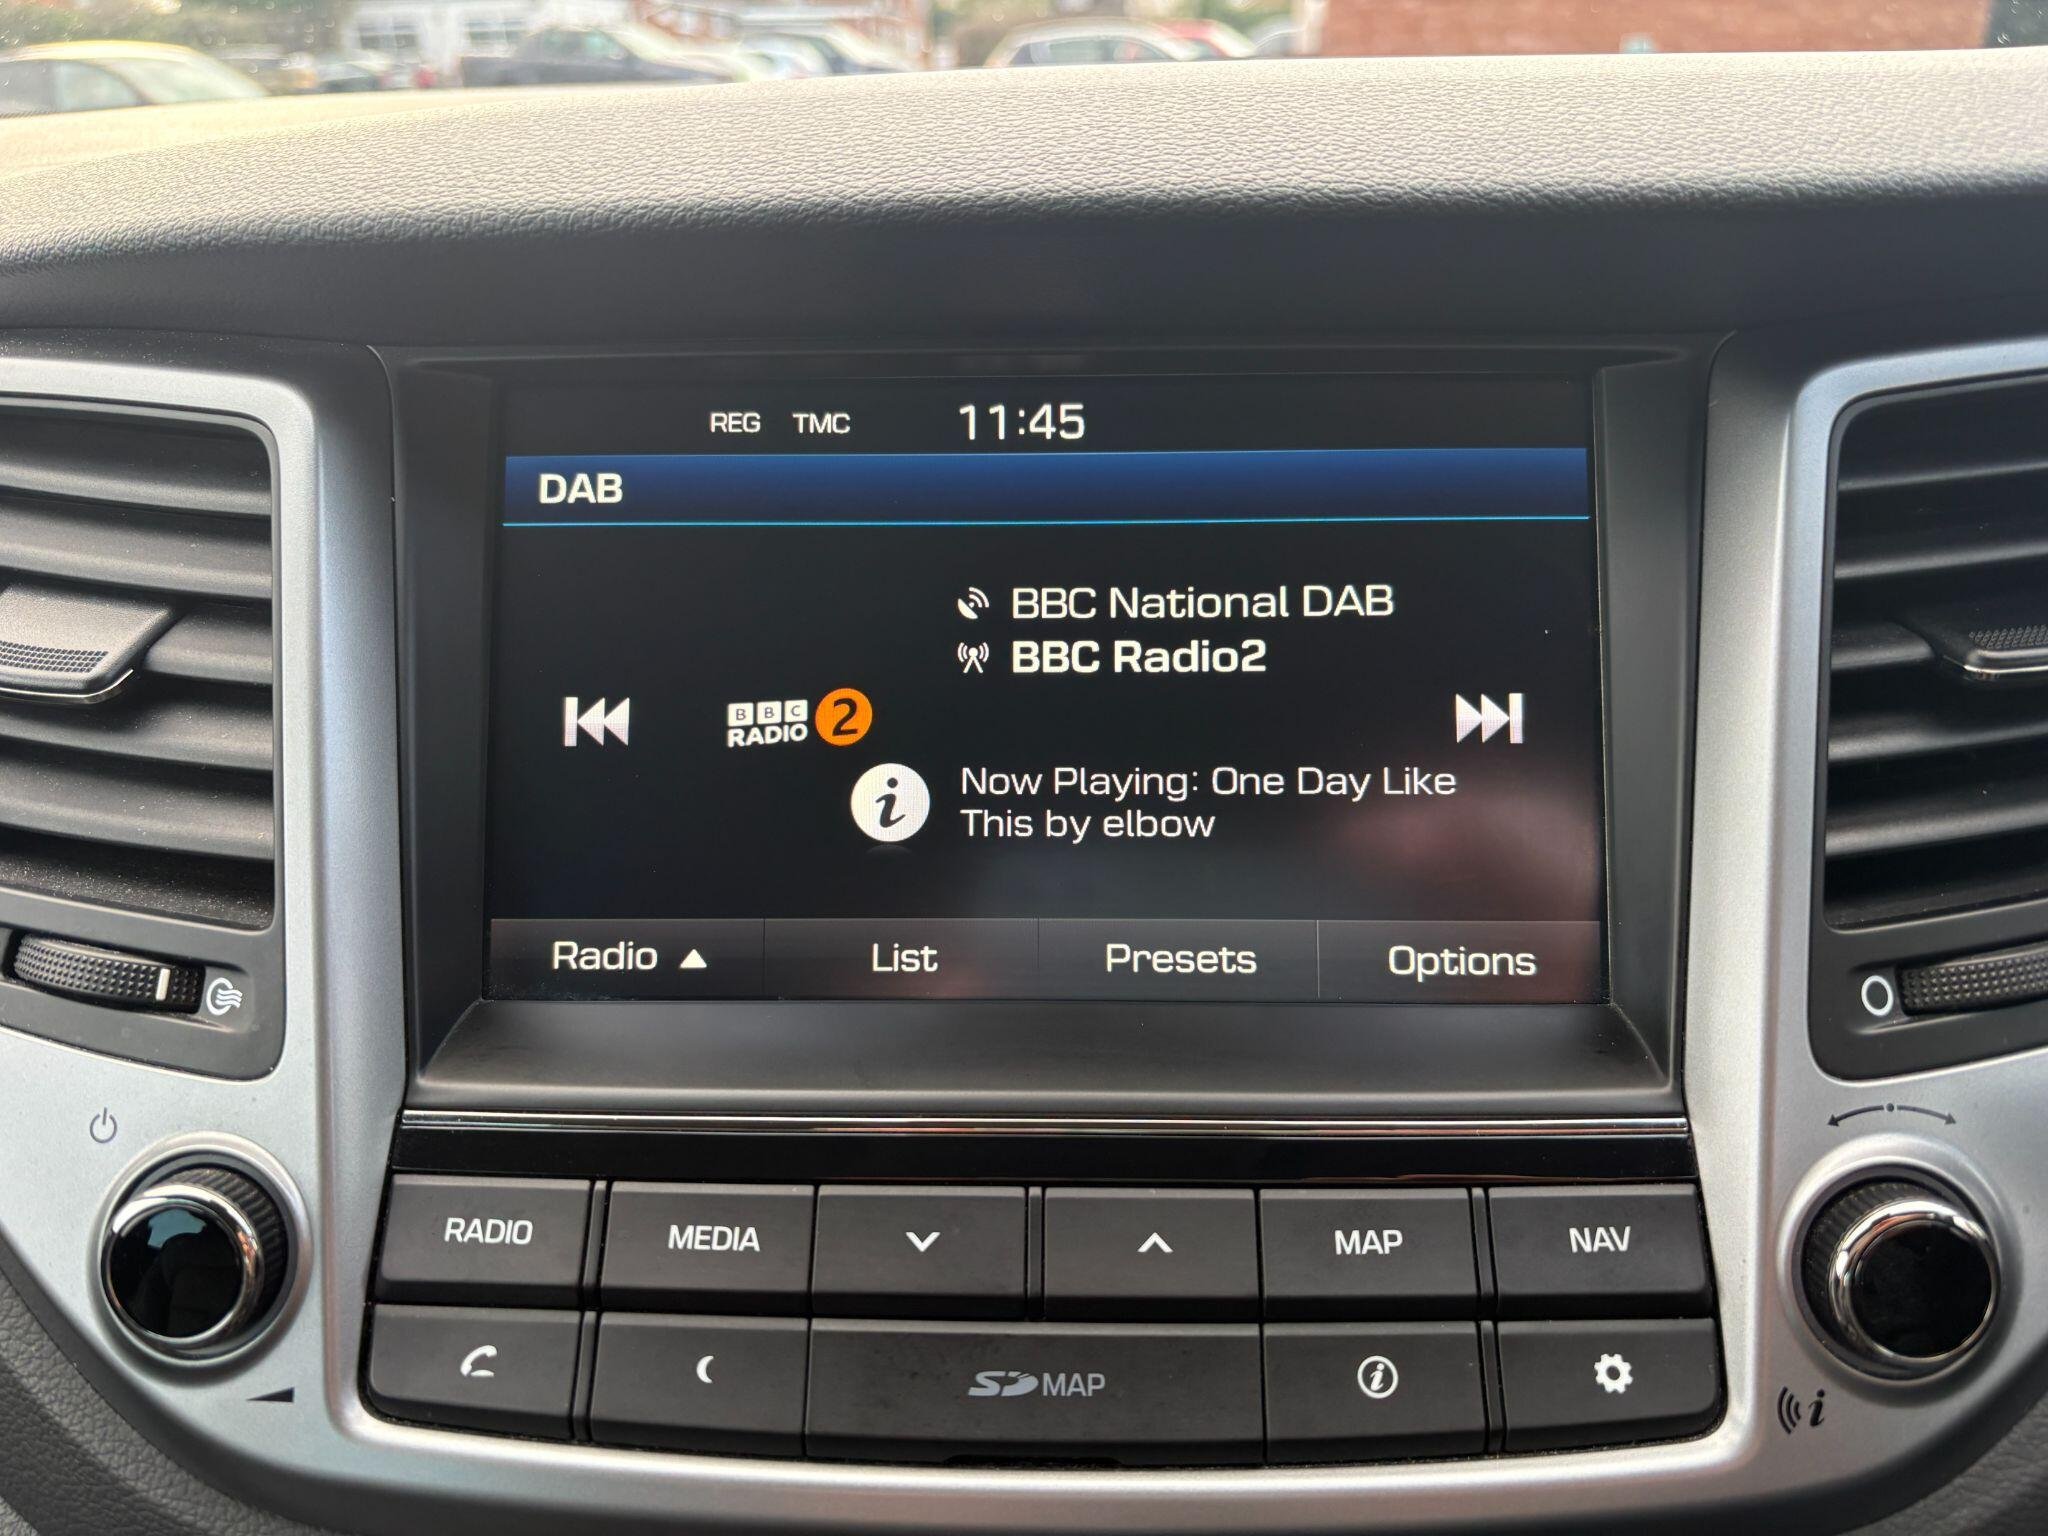 REG TMC 11:45
DAB
BBC National DAB
BBC Radio2
BBC
RADIO 2
Now Playing: One Day Like
This by elbow
Radio List Presets Options
RADIO MEDIA MAP NAV
SD MAP